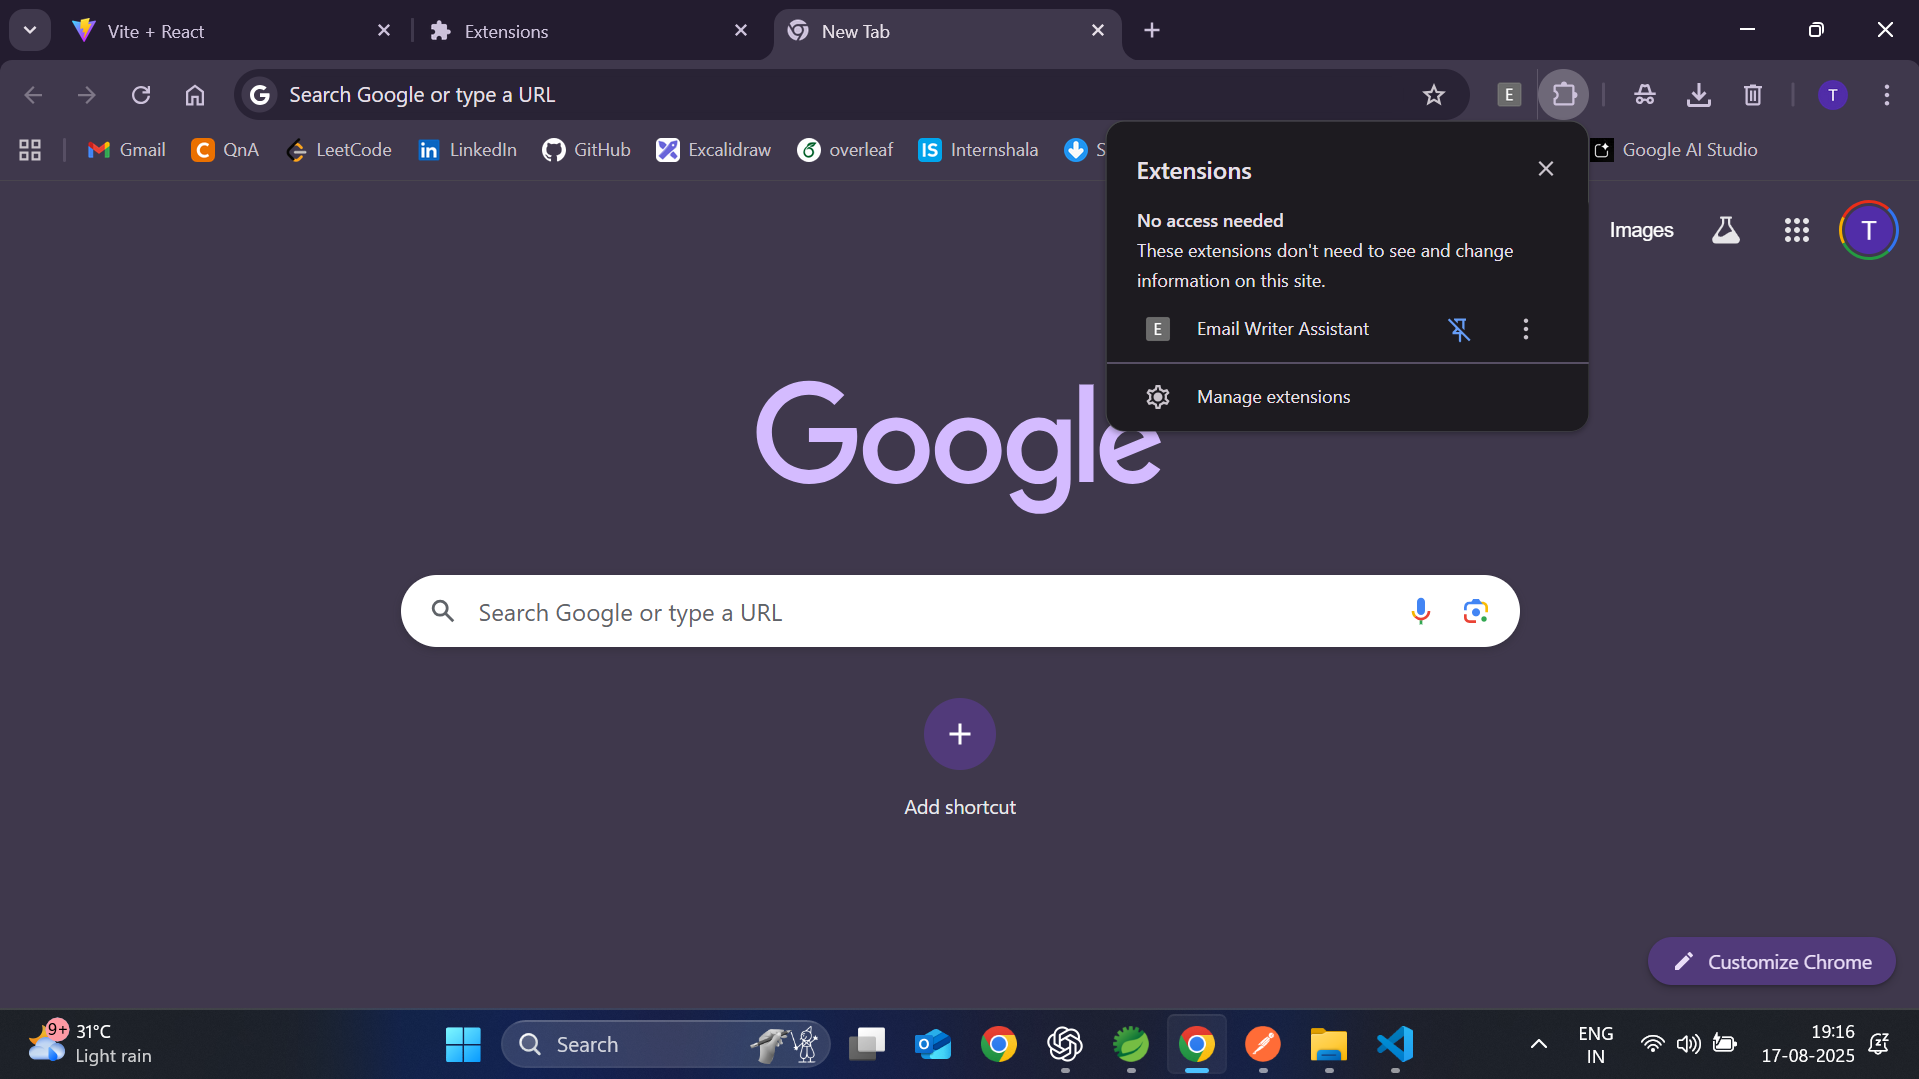 Vite + React
Extensions
New Tab
G
Search Google or type a URL
E
T
Gmail
C
QnA
LeetCode
in
LinkedIn
GitHub
Excalidraw
overleaf
IS
Internshala
S
Google AI Studio
Extensions
No access needed
These extensions don't need to see and change
information on this site.
E
Email Writer Assistant
Manage extensions
Images
T
Google
Search Google or type a URL
Add shortcut
Customize Chrome
9+
31°C
Light rain
Search
ENG
IN
19:16
17-08-2025